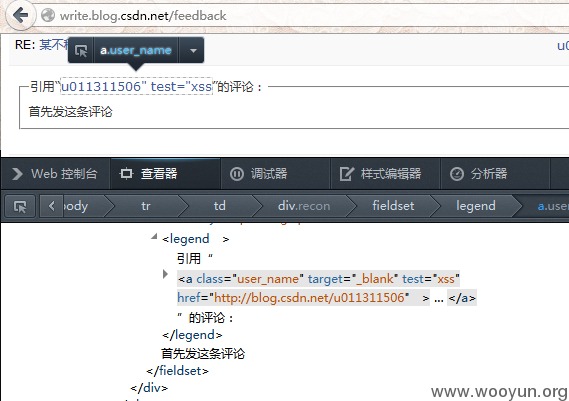 write.blog.csdn.net/feedback
RE: 某不
a.user_name
u0
引用“u011311506" test="xss”的评论：
首先发这条评论
Web 控制台 查看器 调试器 样式编辑器 分析器
body tr td div.recon fieldset legend a.use
<legend >
引用 “
<a class="user_name" target="_blank" test="xss"
href="http://blog.csdn.net/u011311506" > ... </a>
” 的评论：
</legend>
首先发这条评论
</fieldset>
</div>
www.wooyun.org